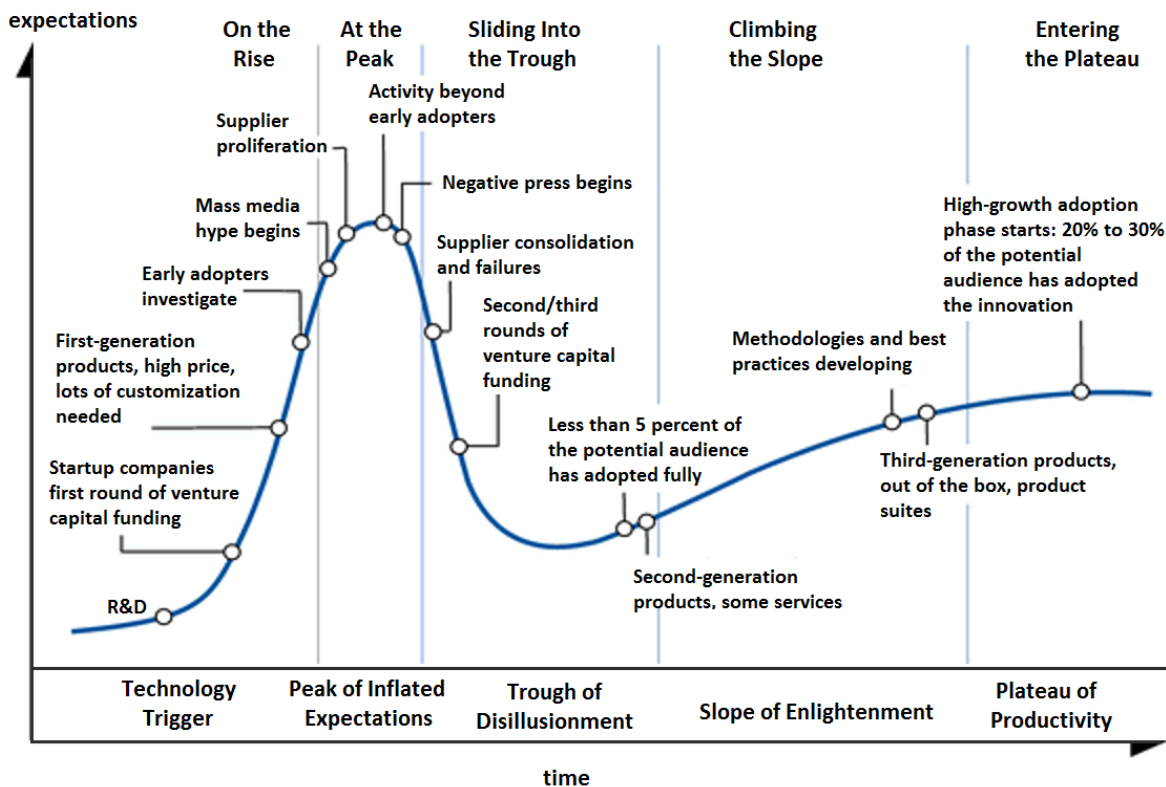 expectations
On the
Rise
At the
Peak
Sliding Into
the Trough
Climbing
the Slope
Entering
the Plateau
Activity beyond
early adopters
Supplier
proliferation
Negative press begins
Mass media
hype begins
Supplier consolidation
and failures
High-growth adoption
phase starts: 20% to 30%
of the potential
audience has adopted
the innovation
Early adopters
investigate
Second/third
rounds of
venture capital
funding
First-generation
products, high price,
lots of customization
needed
Methodologies and best
practices developing
Less than 5 percent of
the potential audience
has adopted fully
Startup companies
first round of venture
capital funding
Third-generation products,
out of the box, product
suites
Second-generation
products, some services
R&D
Technology
Trigger
Peak of Inflated
Expectations
Trough of
Disillusionment
Slope of Enlightenment
Plateau of
Productivity
time